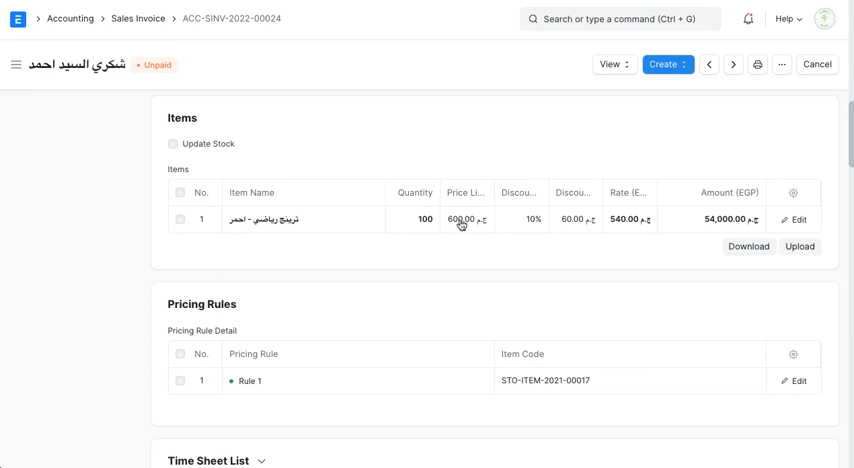 E > Accounting > Sales Invoice > ACC-SINV-2022-00024
Search or type a command (Ctrl + G)
Help
شكري السيد احمد
Unpaid
View
Create
Cancel
Items
Update Stock
Items
No. Item Name Quantity Price Li... Discou... Discou... Rate (E... Amount (EGP)
1 ترينج رياضي - احمر 100 600.00 ج.م 10% 60.00 ج.م 540.00 ج.م 54,000.00 ج.م Edit
Download Upload
Pricing Rules
Pricing Rule Detail
No. Pricing Rule Item Code
1 Rule 1 STO-ITEM-2021-00017 Edit
Time Sheet List